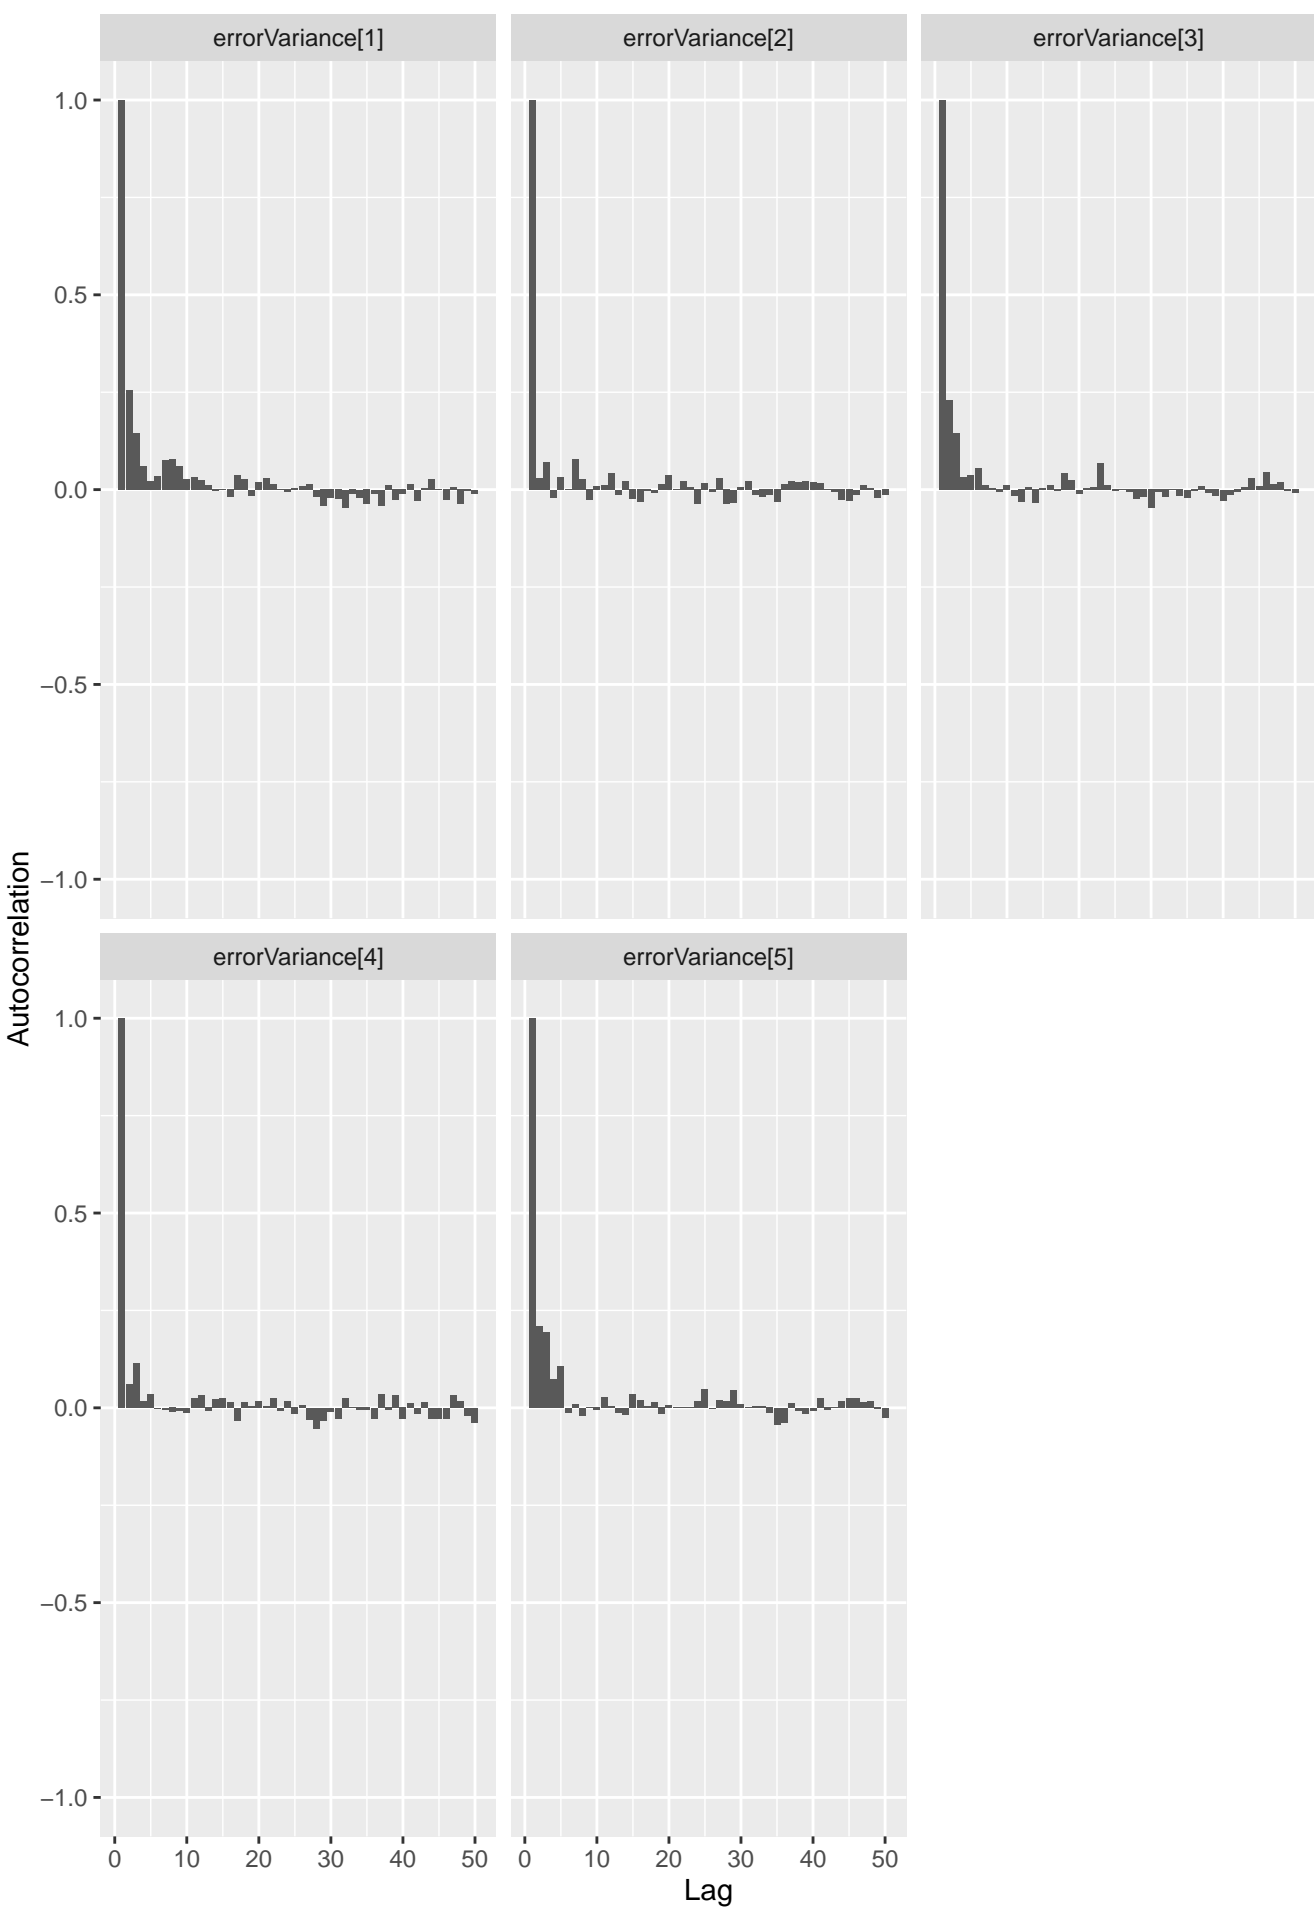 errorVariance[1] errorVariance[2] errorVariance[3]
1.0
0.5
0.0
−0.5
−1.0
errorVariance[4] errorVariance[5]
1.0
0.5
0.0
−0.5
−1.0
0 10 20 30 40 50 0 10 20 30 40 50
Lag
Autocorrelation